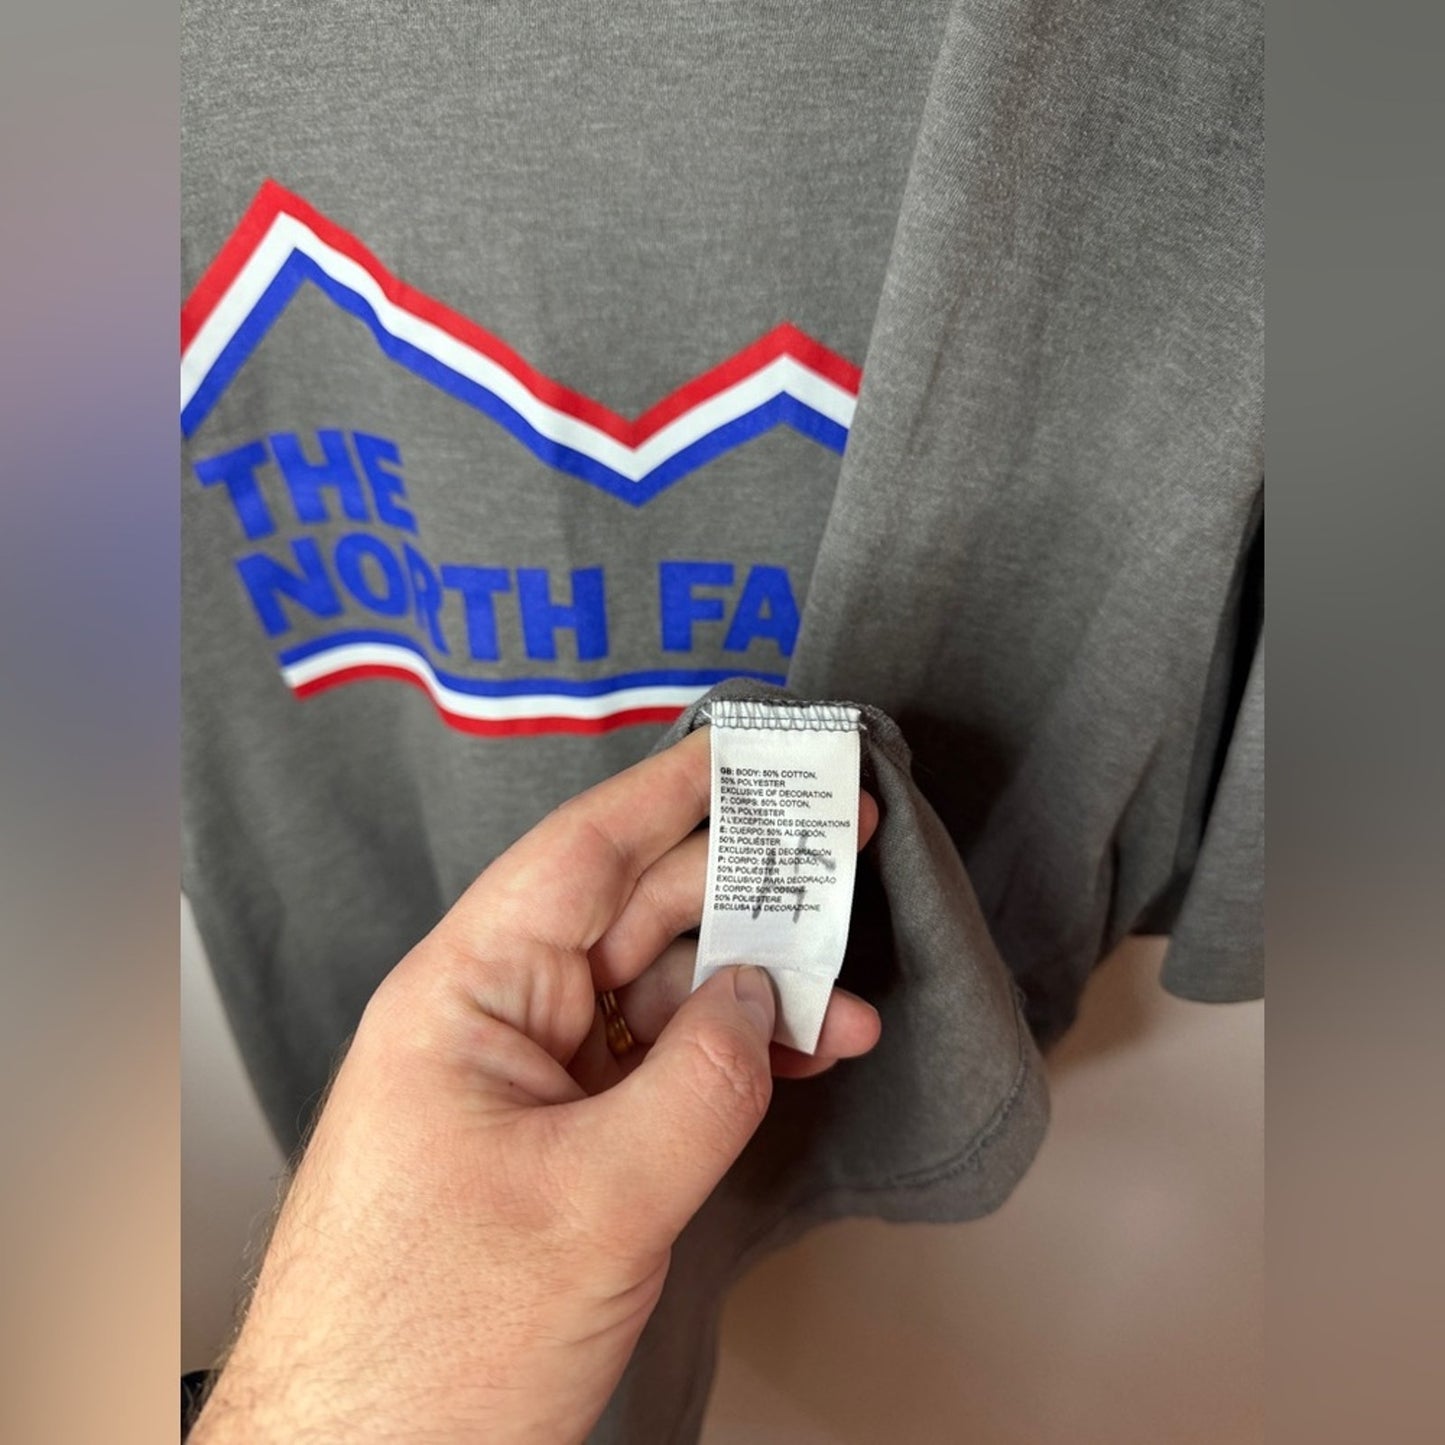 THE
NORTH FA
GB: BODY: 50% COTTON,
50% POLYESTER
EXCLUSIVE OF DECORATION
F: CORPS: 50% COTON,
50% POLYESTER
À L'EXCEPTION DES DÉCORATIONS
E: CUERPO: 50% ALGODÓN,
50% POLIÉSTER
EXCLUSIVO DE DECORACIÓN
P: CORPO: 50% ALGODÃO,
50% POLIÉSTER
EXCLUSIVO PARA DECORAÇÃO
I: CORPO: 50% COTONE,
50% POLIESTERE
ESCLUSA LA DECORAZIONE